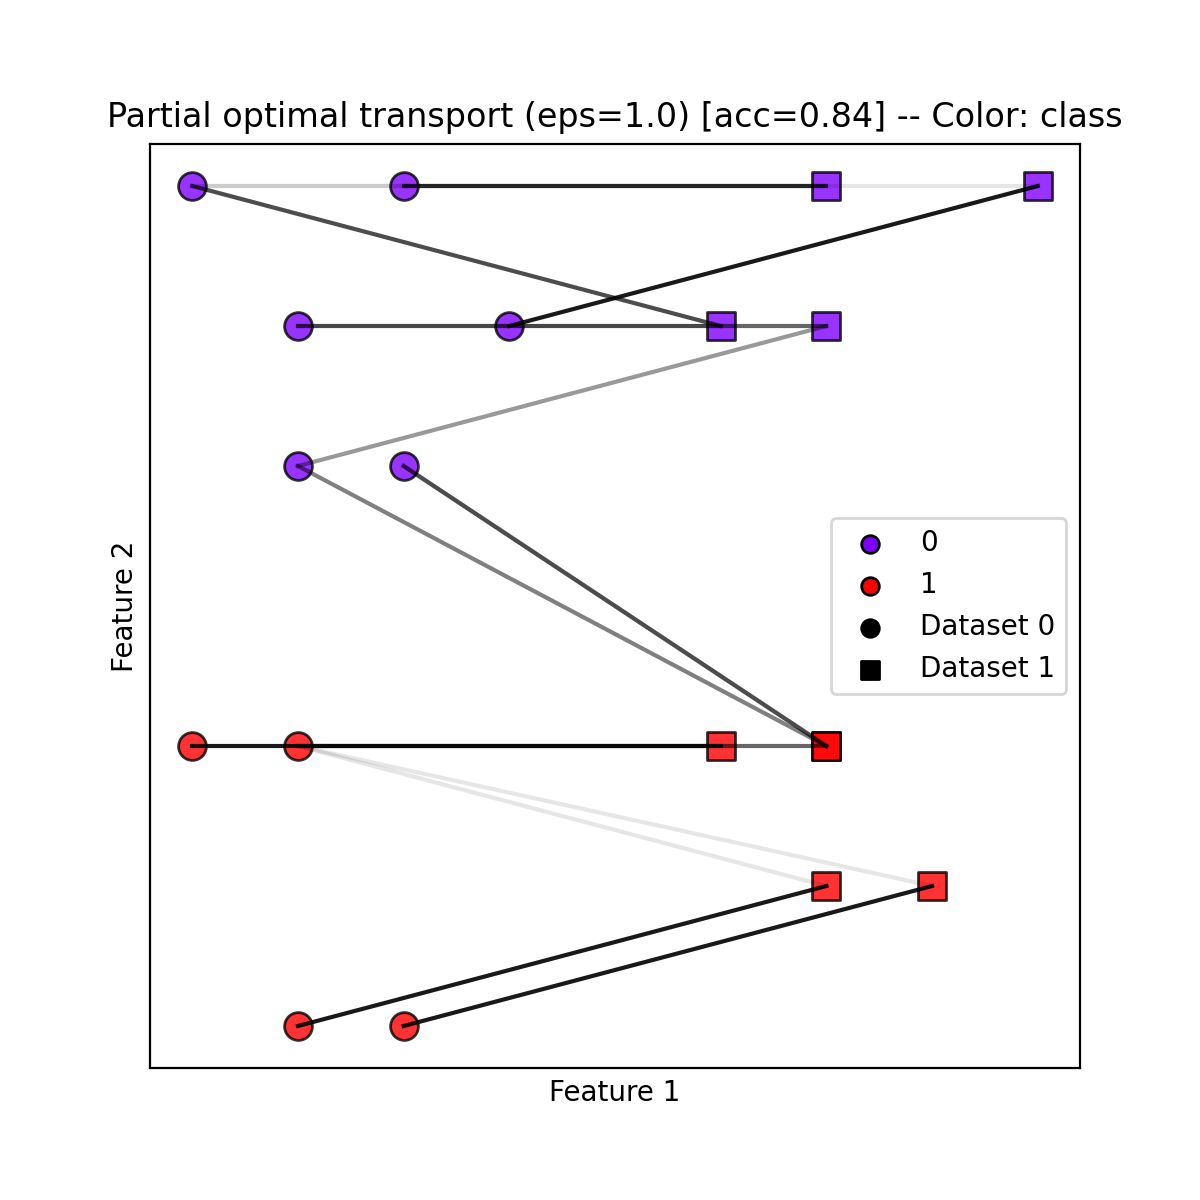 Partial optimal transport (eps=1.0) [acc=0.84] -- Color: class
Feature 2
0
1
Dataset 0
Dataset 1
Feature 1